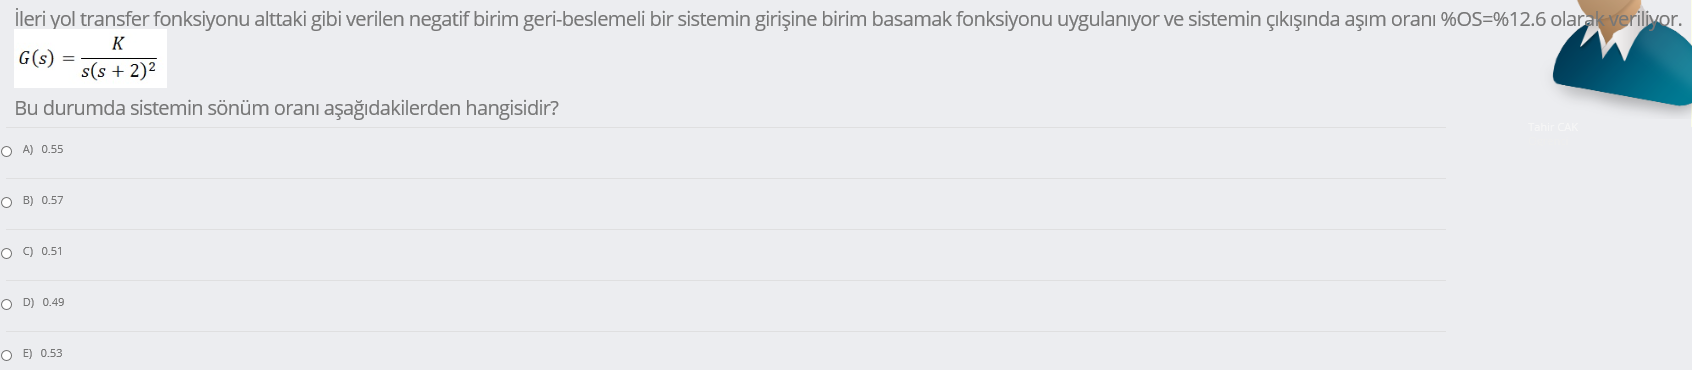 İleri yol transfer fonksiyonu alttaki gibi verilen negatif birim geri-beslemeli bir sistemin girişine birim basamak fonksiyonu uygulanıyor ve sistemin çıkışında aşım oranı %OS=%12.6 olarak veriliyor.
G(s) = K / s(s + 2)²
Bu durumda sistemin sönüm oranı aşağıdakilerden hangisidir?
A) 0.55
B) 0.57
C) 0.51
D) 0.49
E) 0.53